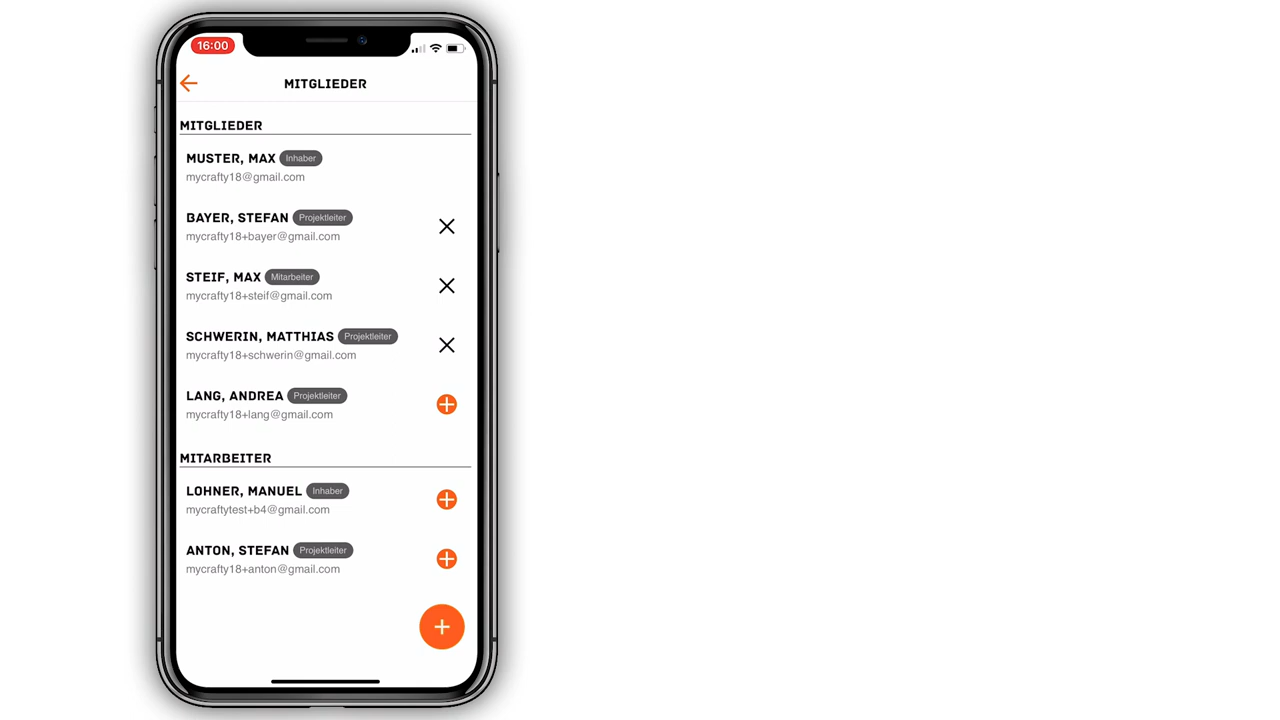 16:00
MITGLIEDER
MITGLIEDER
MUSTER, MAX Inhaber
mycrafty18@gmail.com
BAYER, STEFAN Projektleiter
mycrafty18+bayer@gmail.com
STEIF, MAX Mitarbeiter
mycrafty18+steif@gmail.com
SCHWERIN, MATTHIAS Projektleiter
mycrafty18+schwerin@gmail.com
LANG, ANDREA Projektleiter
mycrafty18+lang@gmail.com
MITARBEITER
LOHNER, MANUEL Inhaber
mycraftytest+b4@gmail.com
ANTON, STEFAN Projektleiter
mycrafty18+anton@gmail.com